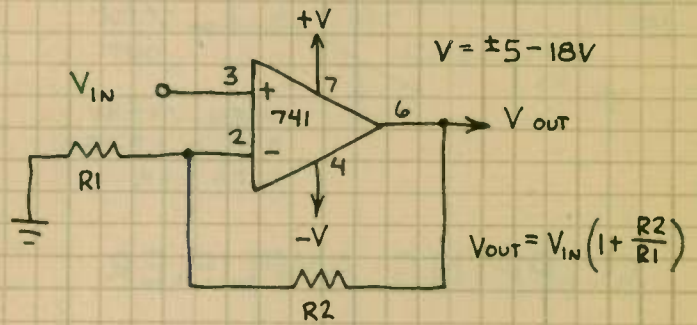 +V
V = ±5-18V
VIN
3
+
7
741
6
V OUT
2
-
4
R1
-V
VOUT = VIN(1 + R2/R1)
R2